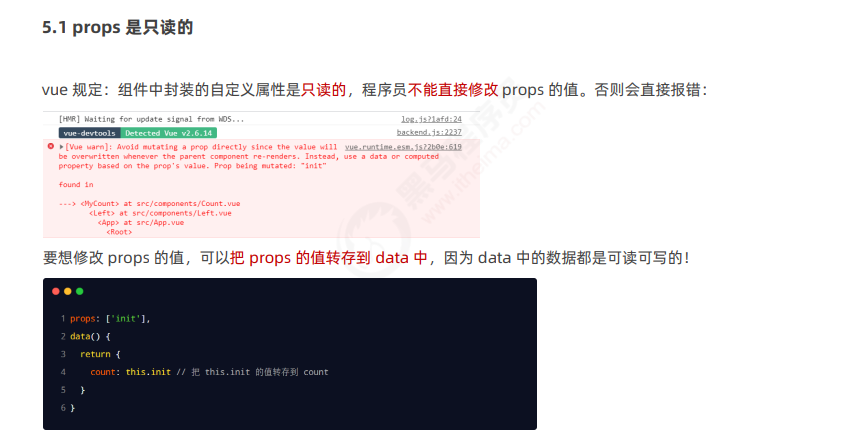 5.1 props 是只读的
vue 规定：组件中封装的自定义属性是只读的，程序员不能直接修改 props 的值。否则会直接报错：
[HMR] Waiting for update signal from WDS... log.js?1afd:24
vue-devtools Detected Vue v2.6.14 backend.js:2237
[Vue warn]: Avoid mutating a prop directly since the value will vue.runtime.esm.js?2b0e:619
be overwritten whenever the parent component re-renders. Instead, use a data or computed
property based on the prop's value. Prop being mutated: "init"
found in
---> <MyCount> at src/components/Count.vue
<Left> at src/components/Left.vue
<App> at src/App.vue
<Root>
黑马程序员
www.itheima.com
要想修改 props 的值，可以把 props 的值转存到 data 中，因为 data 中的数据都是可读可写的！
1 props: ['init'],
2 data() {
3 return {
4 count: this.init // 把 this.init 的值转存到 count
5 }
6 }